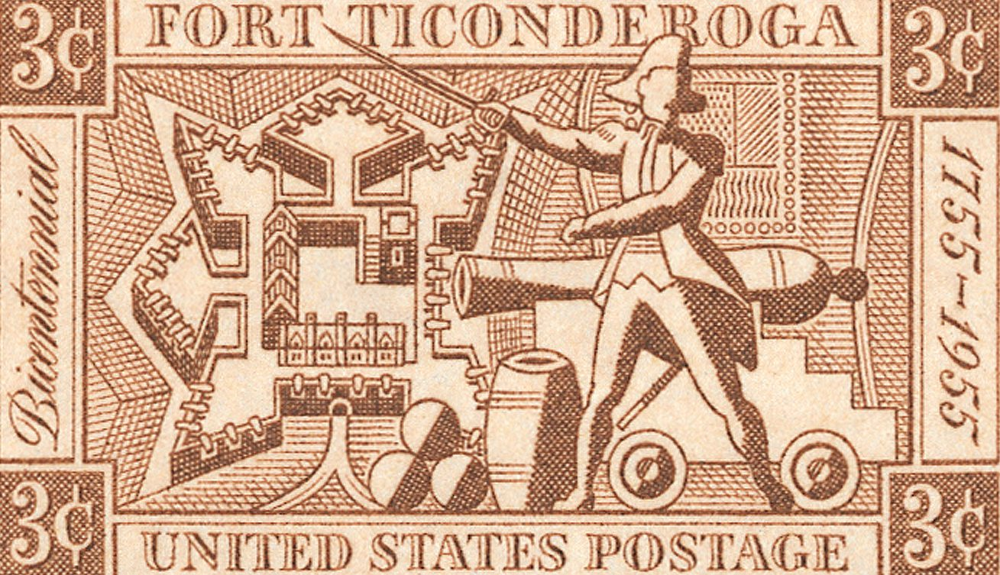 3¢ FORT TICONDEROGA 3¢
Bicentennial
1755-1955
3¢ UNITED STATES POSTAGE 3¢